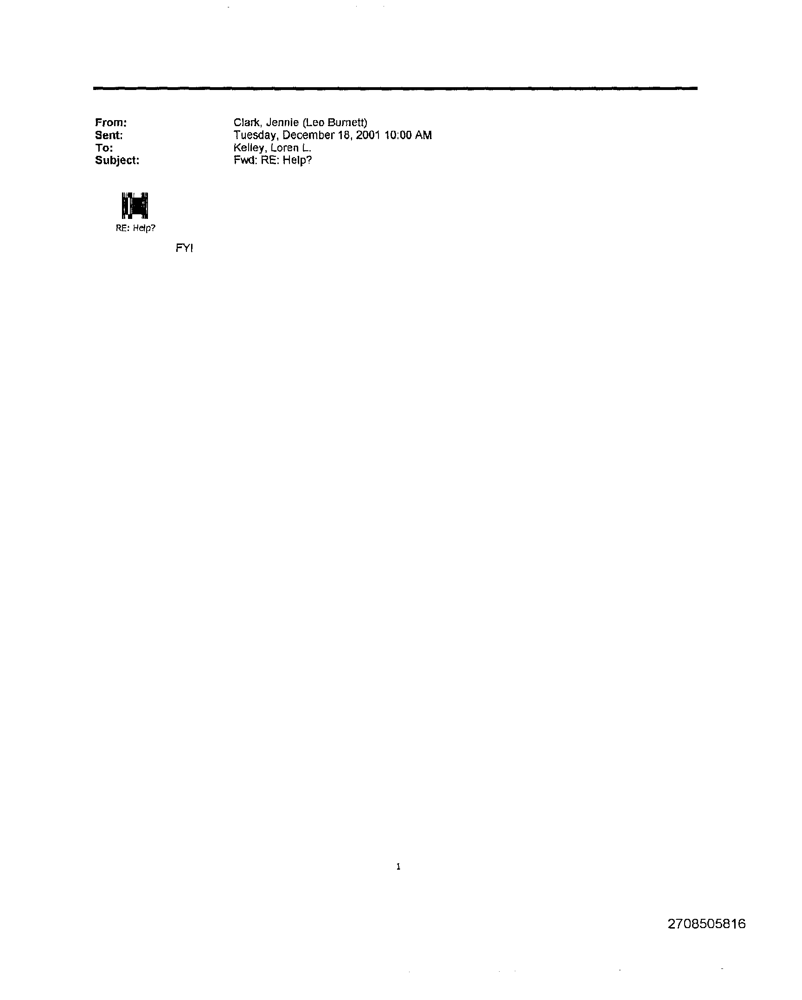 From: Clark, Jennie (Leo Burnett)
Sent: Tuesday, December 18, 2001 10:00 AM
To: Kelley, Loren L.
Subject: Fwd: RE: Help?
RE: Help?
FYI
1
2708505816